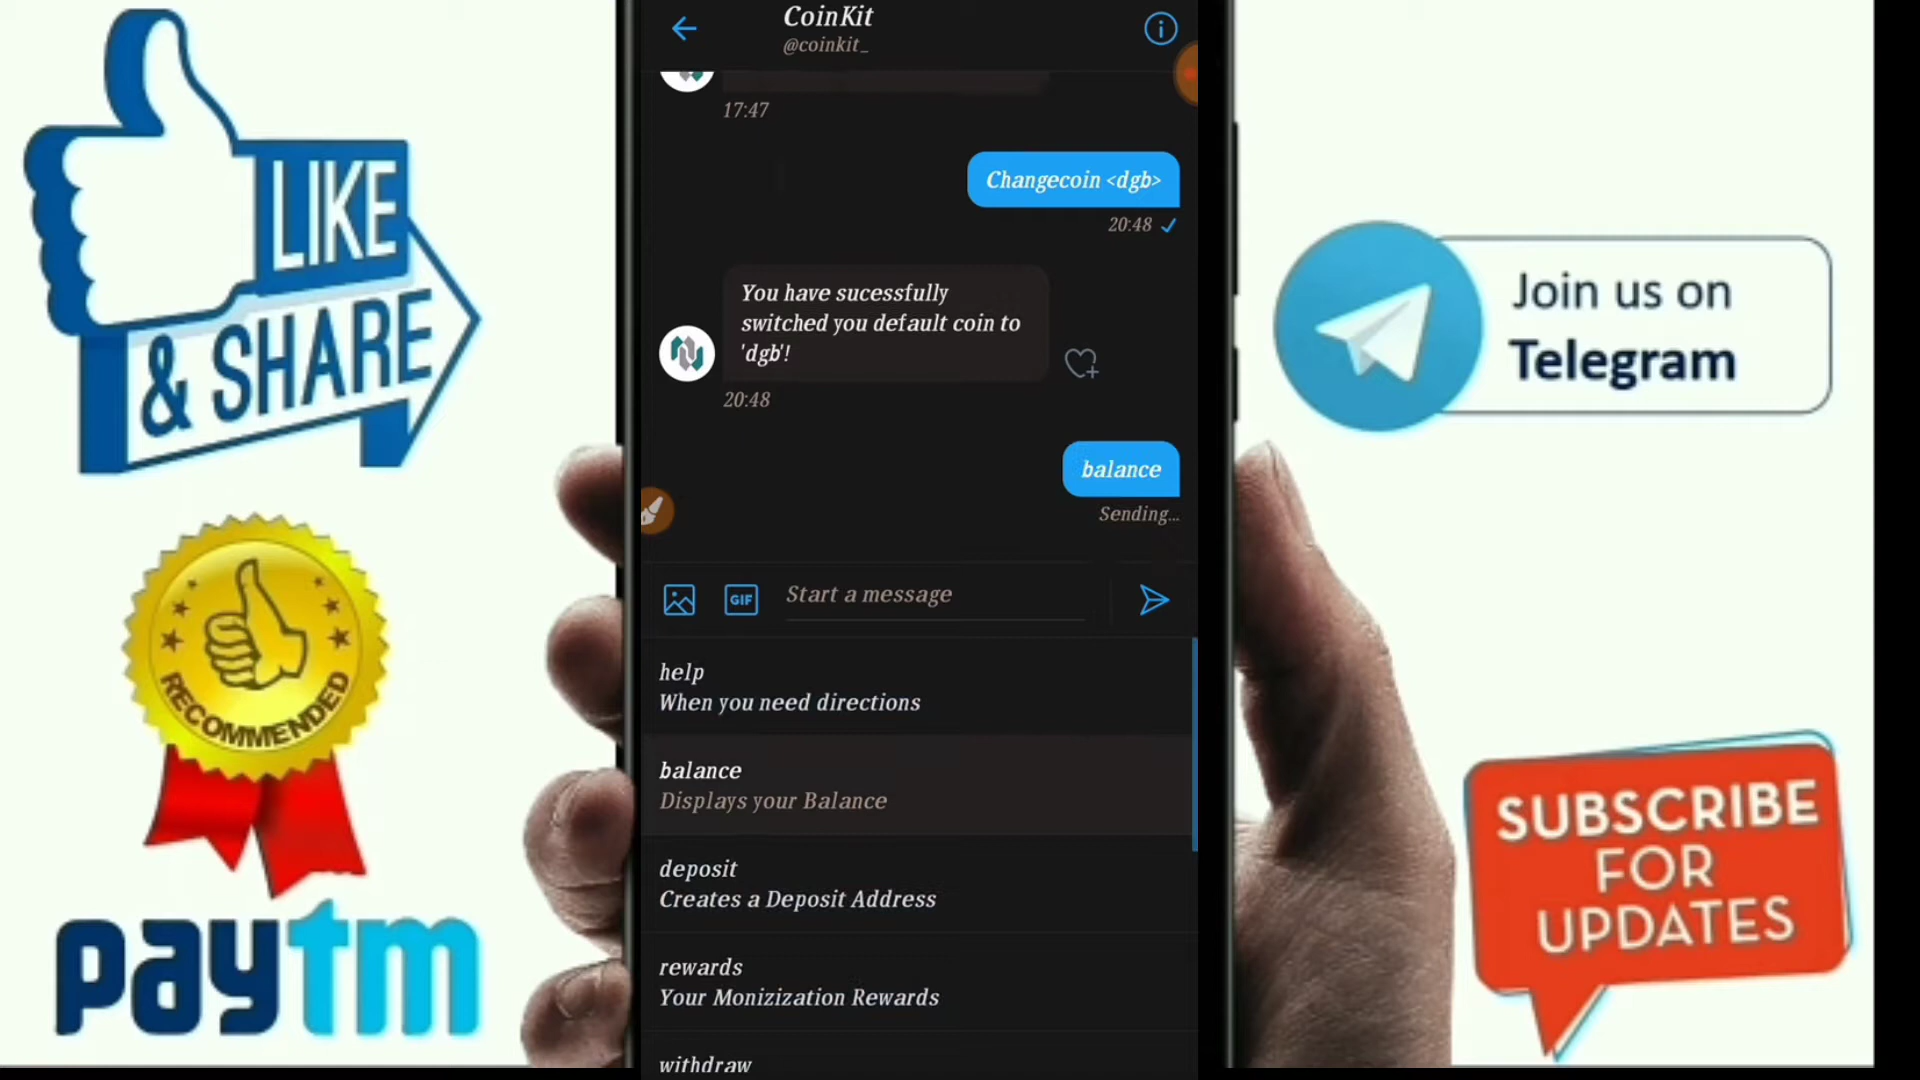 LIKE
& SHARE
RECOMMENDED
paytm
CoinKit
@coinkit_
17:47
Changecoin <dgb>
20:48
You have sucessfully
switched you default coin to
'dgb'!
20:48
balance
Sending...
GIF
Start a message
help
When you need directions
balance
Displays your Balance
deposit
Creates a Deposit Address
rewards
Your Monizization Rewards
withdraw
Join us on
Telegram
SUBSCRIBE
FOR
UPDATES